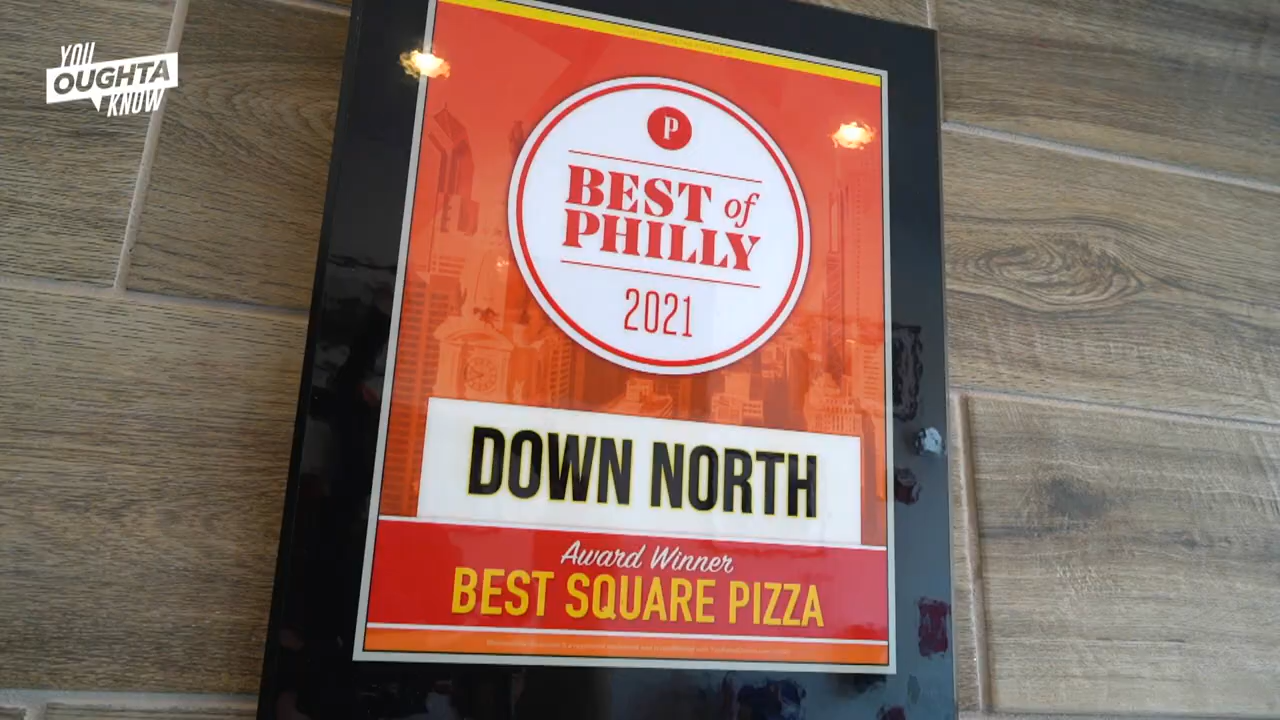 YOU
OUGHTA
KNOW
P
BEST of
PHILLY
2021
DOWN NORTH
Award Winner
BEST SQUARE PIZZA